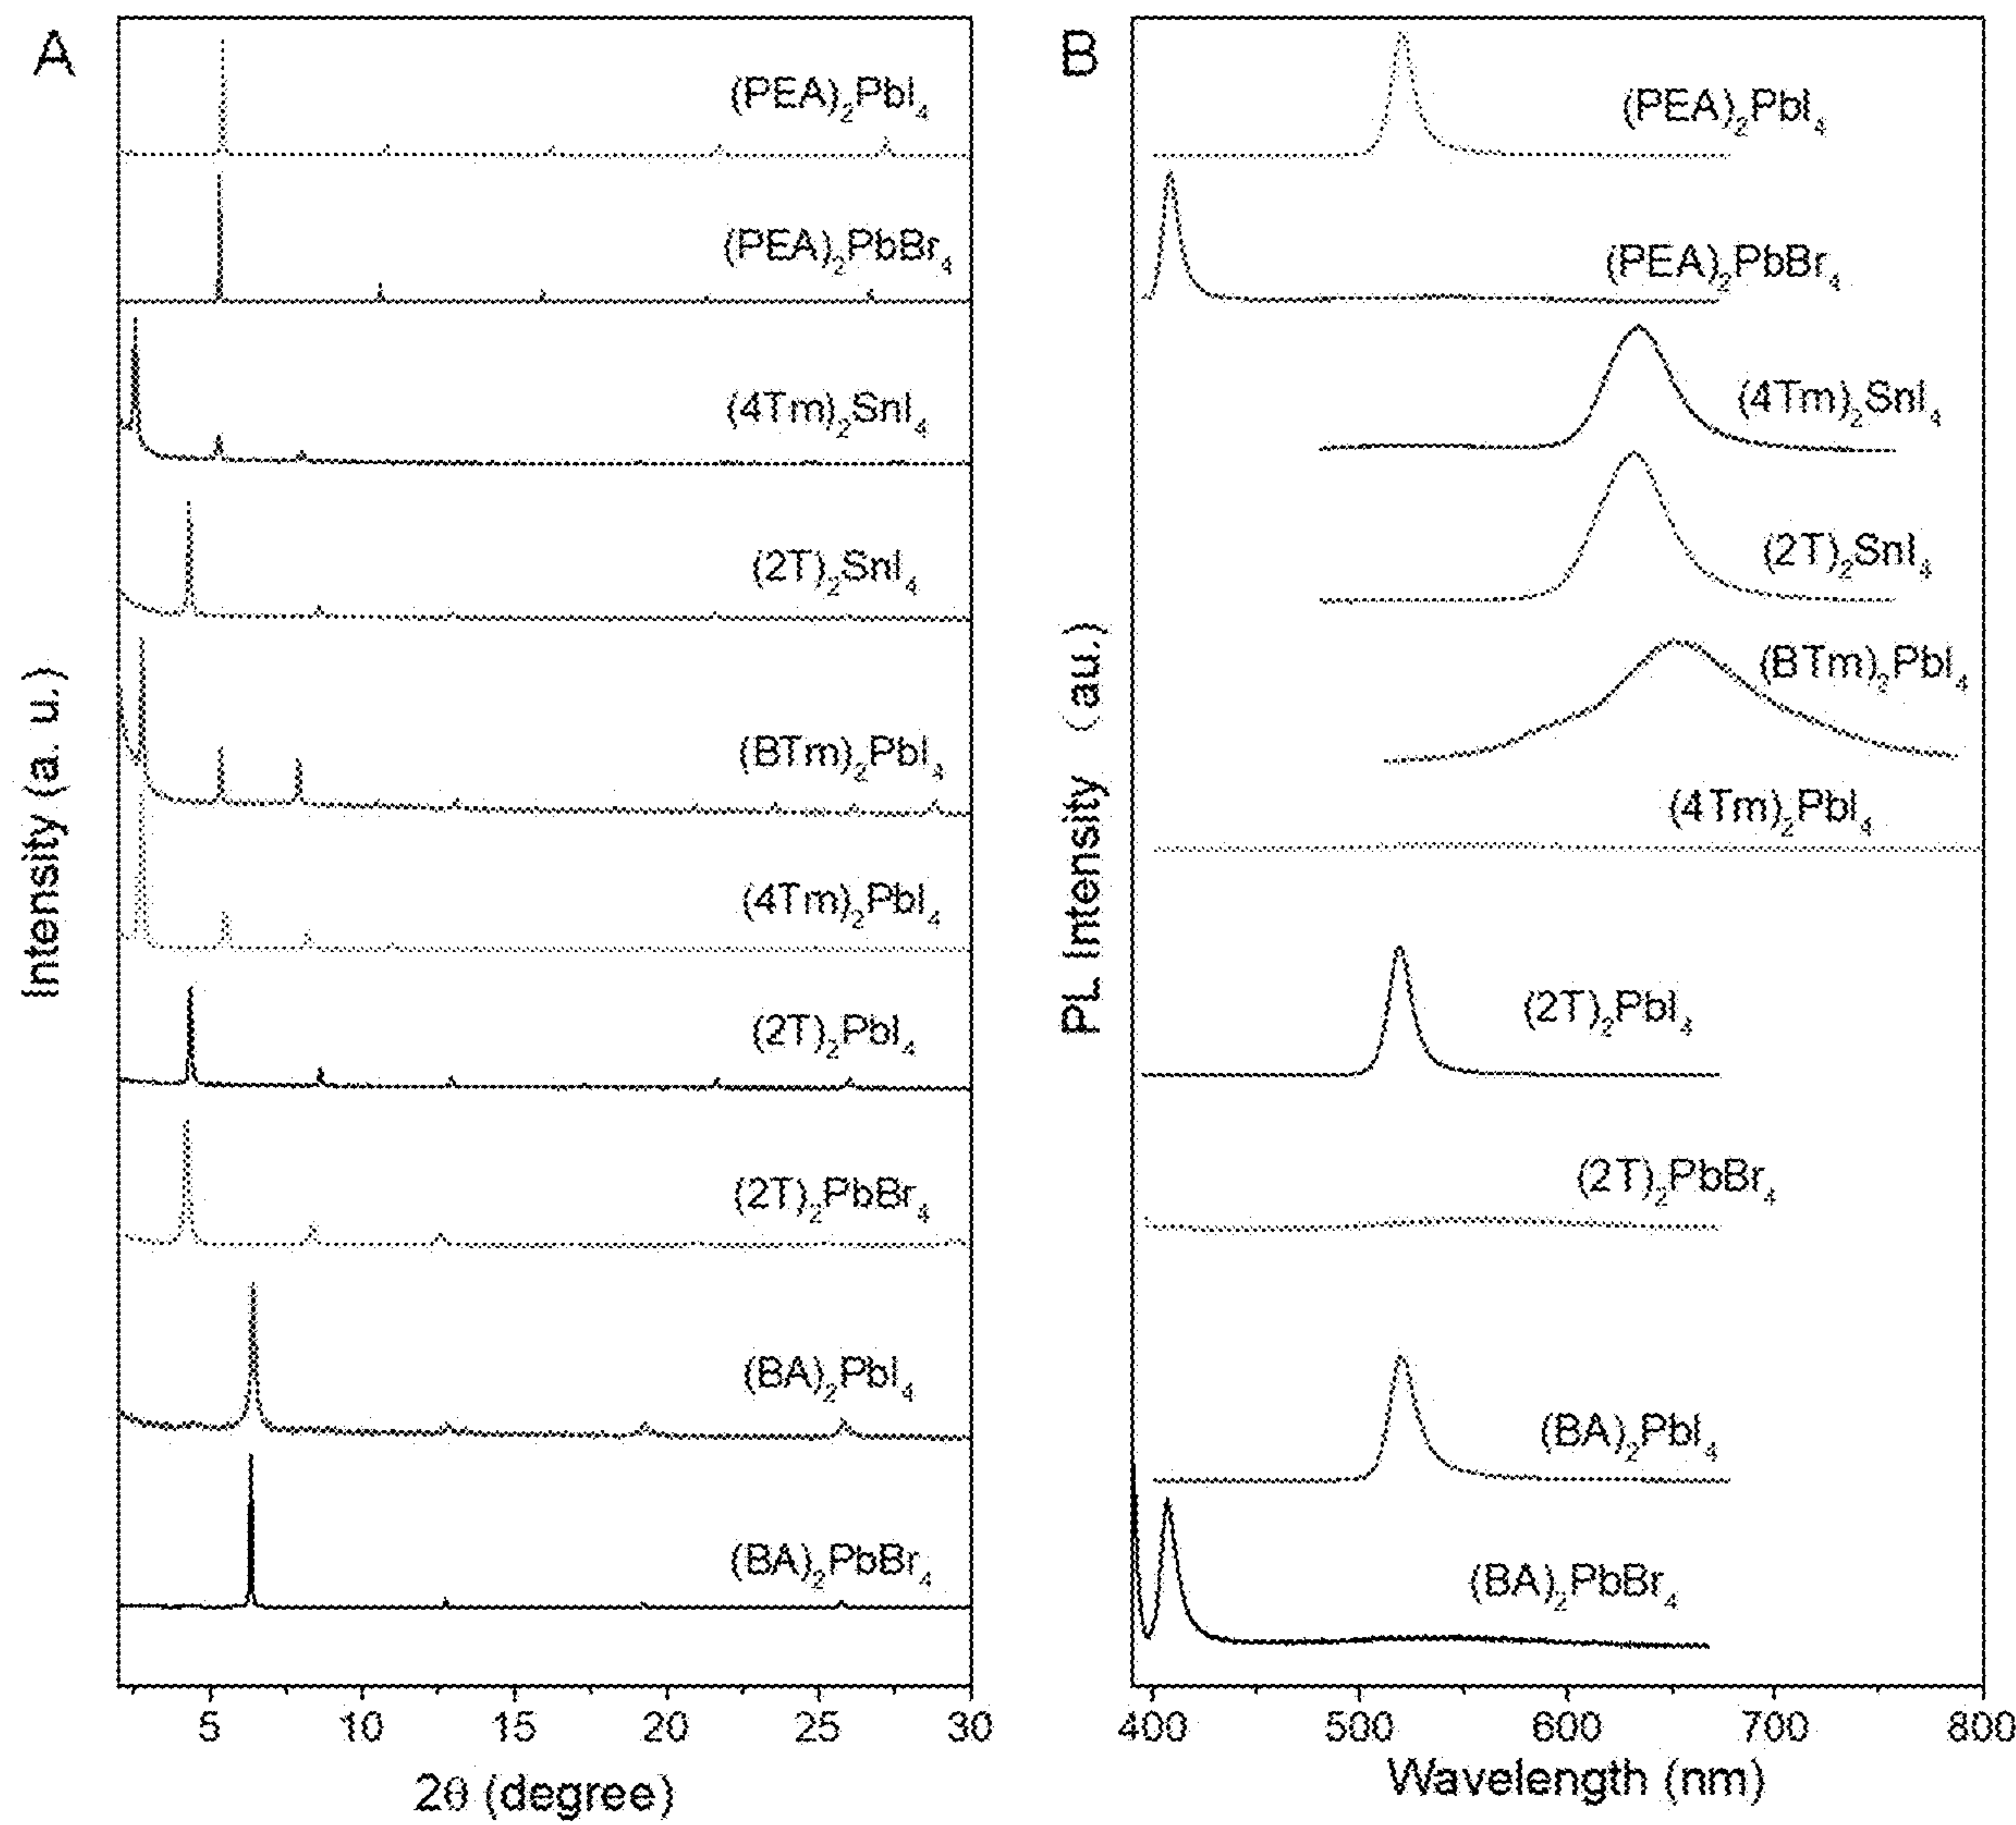 A
Intensity (a. u.)
(PEA)₂PbI₄
(PEA)₂PbBr₄
(4Tm)₂SnI₄
(2T)₂SnI₄
(BTm)₂PbI₄
(4Tm)₂PbI₄
(2T)₂PbI₄
(2T)₂PbBr₄
(BA)₂PbI₄
(BA)₂PbBr₄
5 10 15 20 25 30
2θ (degree)
B
PL Intensity (au.)
(PEA)₂PbI₄
(PEA)₂PbBr₄
(4Tm)₂SnI₄
(2T)₂SnI₄
(BTm)₂PbI₄
(4Tm)₂PbI₄
(2T)₂PbI₄
(2T)₂PbBr₄
(BA)₂PbI₄
(BA)₂PbBr₄
400 500 600 700 800
Wavelength (nm)